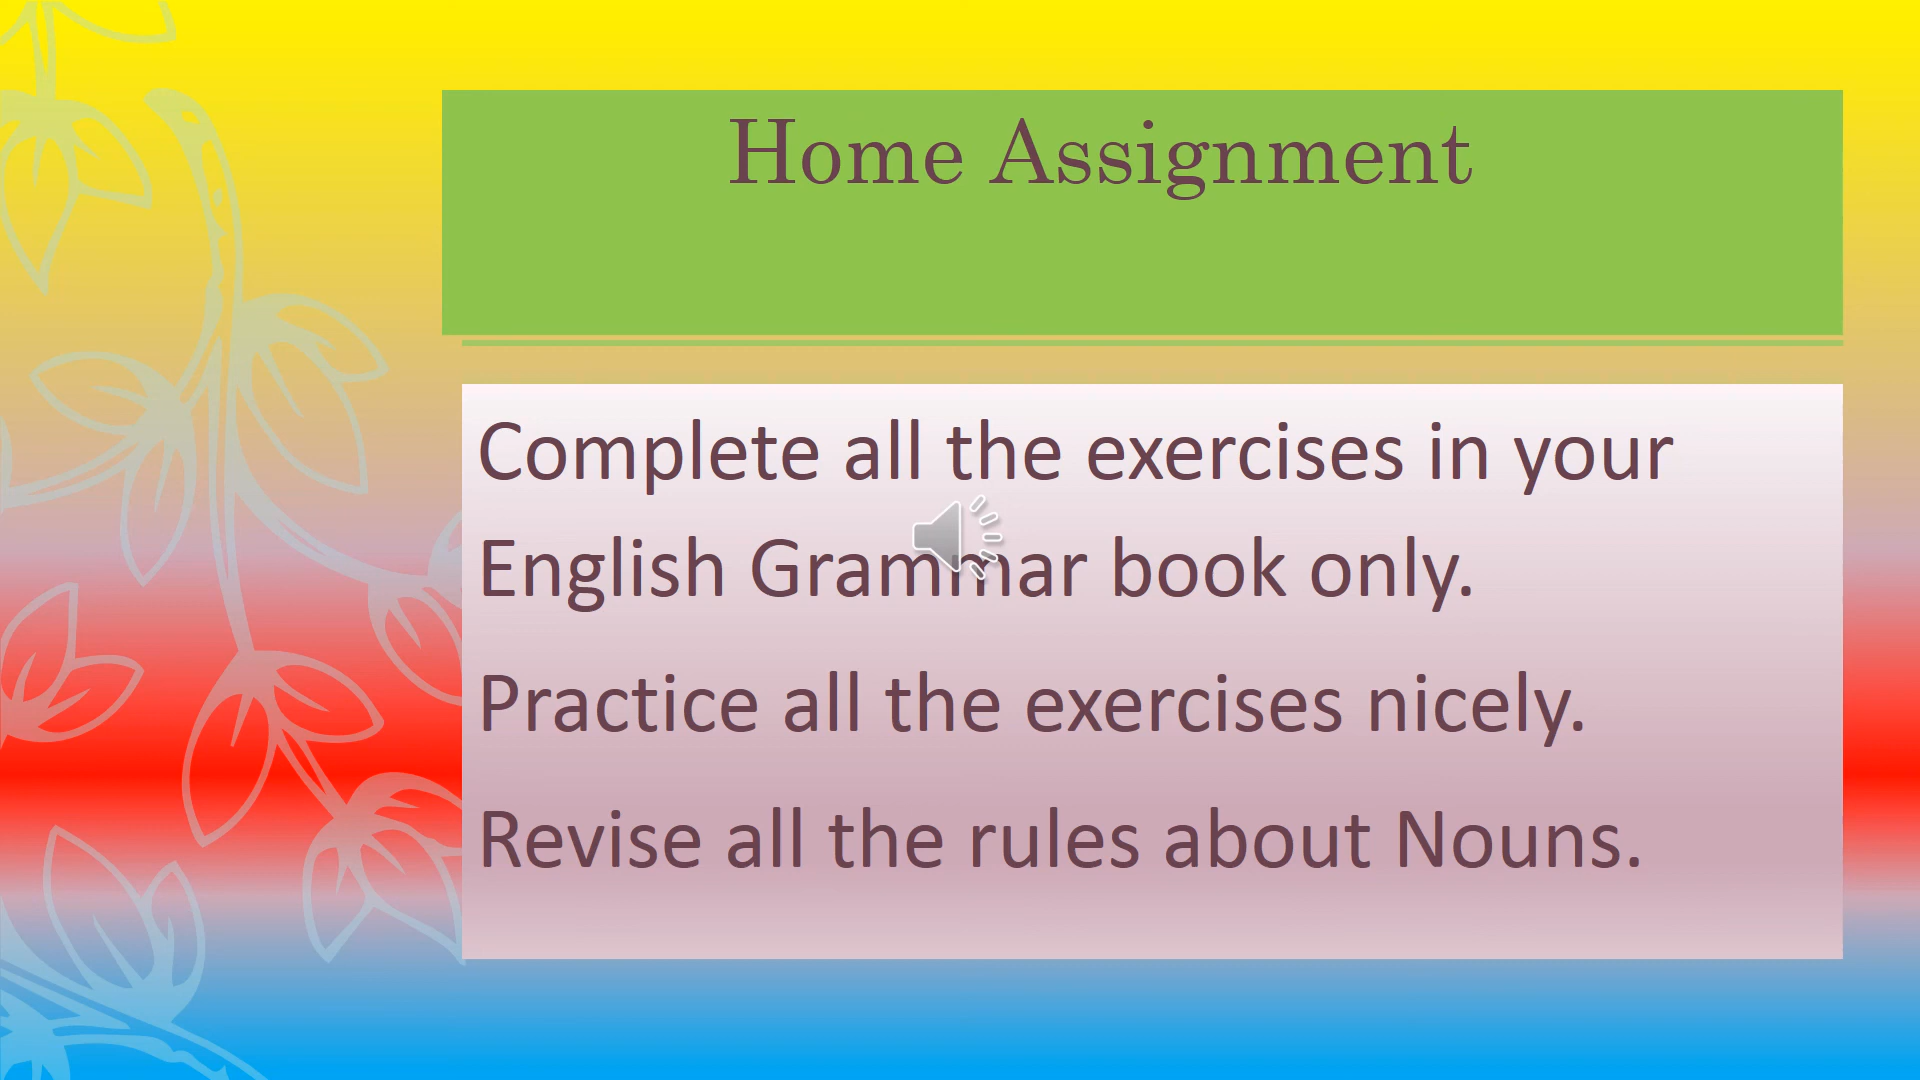 Home Assignment
Complete all the exercises in your
English Grammar book only.
Practice all the exercises nicely.
Revise all the rules about Nouns.